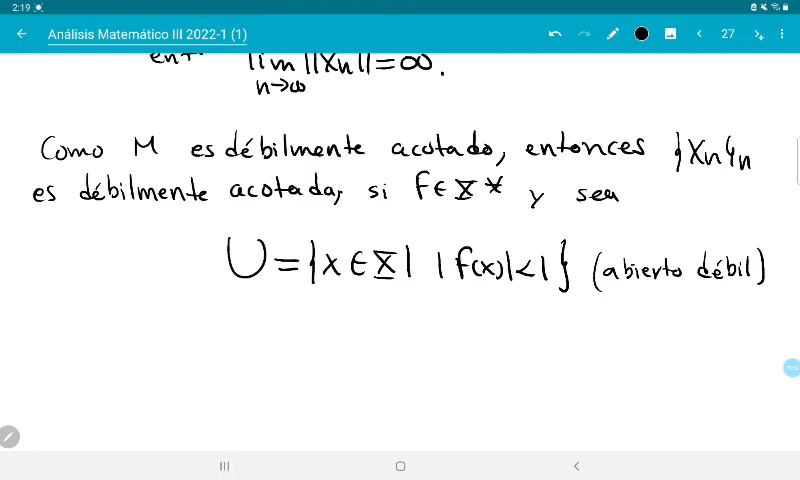 2:19
Análisis Matemático III 2022-1 (1)
27
ent. lim ||Xn|| = ∞.
n→∞
Como M es débilmente acotado, entonces {Xn}n
es débilmente acotada, si f ∈ X* y sea
U = {x ∈ X | |f(x)| < 1} (abierto débil)